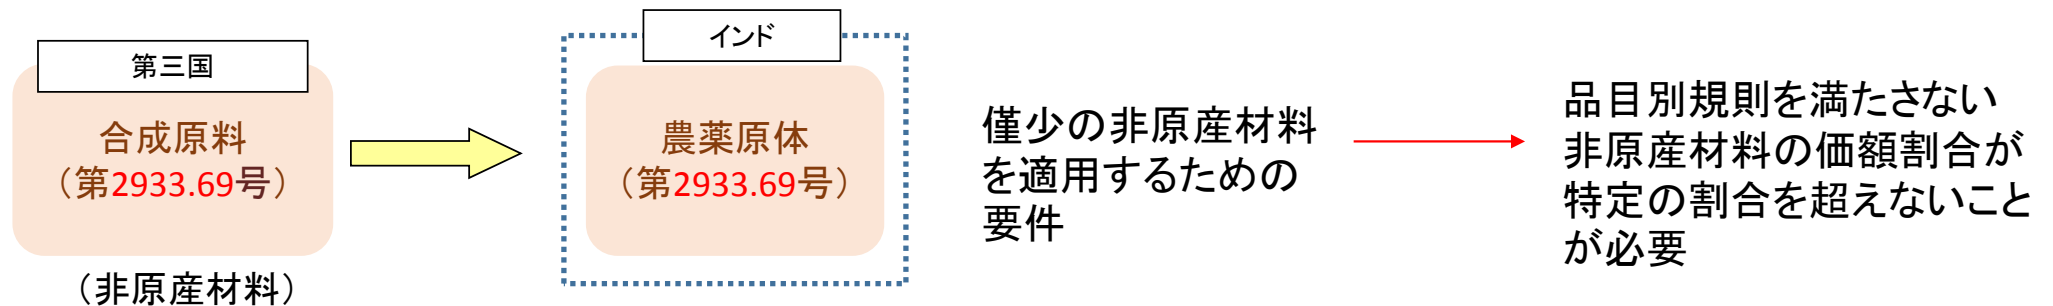 第三国
合成原料
（第2933.69号）
（非原産材料）
インド
農薬原体
（第2933.69号）
僅少の非原産材料
を適用するための
要件
品目別規則を満たさない
非原産材料の価額割合が
特定の割合を超えないこと
が必要